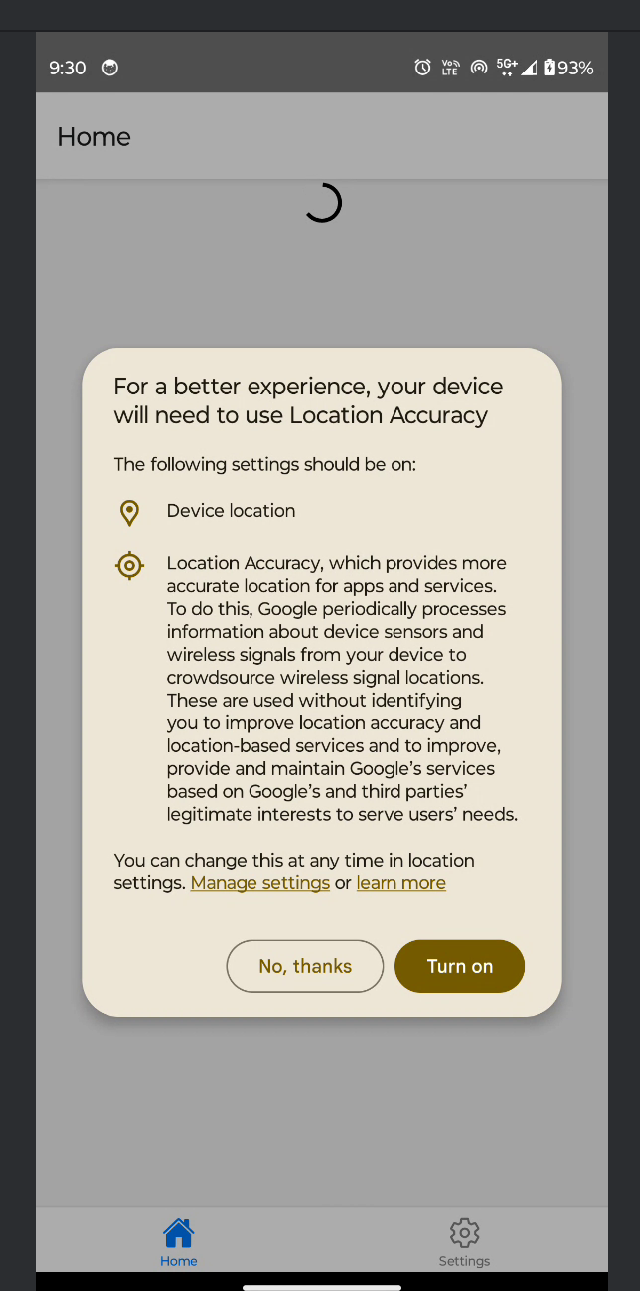 9:30 Vo LTE 5G+ 93%
Home
For a better experience, your device
will need to use Location Accuracy
The following settings should be on:
Device location
Location Accuracy, which provides more
accurate location for apps and services.
To do this, Google periodically processes
information about device sensors and
wireless signals from your device to
crowdsource wireless signal locations.
These are used without identifying
you to improve location accuracy and
location-based services and to improve,
provide and maintain Google's services
based on Google's and third parties'
legitimate interests to serve users' needs.
You can change this at any time in location
settings. Manage settings or learn more
No, thanks Turn on
Home Settings